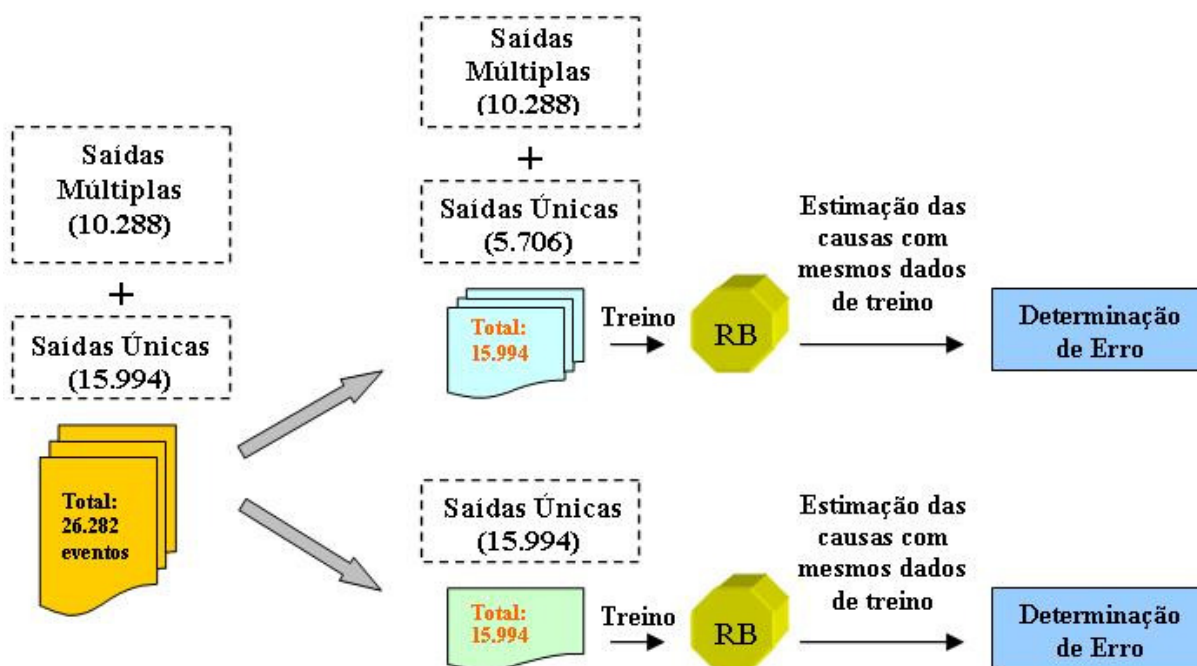 Saídas
Múltiplas
(10.288)
+
Saídas Únicas
(15.994)
Total:
26.282
eventos
Saídas
Múltiplas
(10.288)
+
Saídas Únicas
(5.706)
Total:
15.994
Treino
RB
Estimação das
causas com
mesmos dados
de treino
Determinação
de Erro
Saídas Únicas
(15.994)
Total:
15.994
Treino
RB
Estimação das
causas com
mesmos dados
de treino
Determinação
de Erro